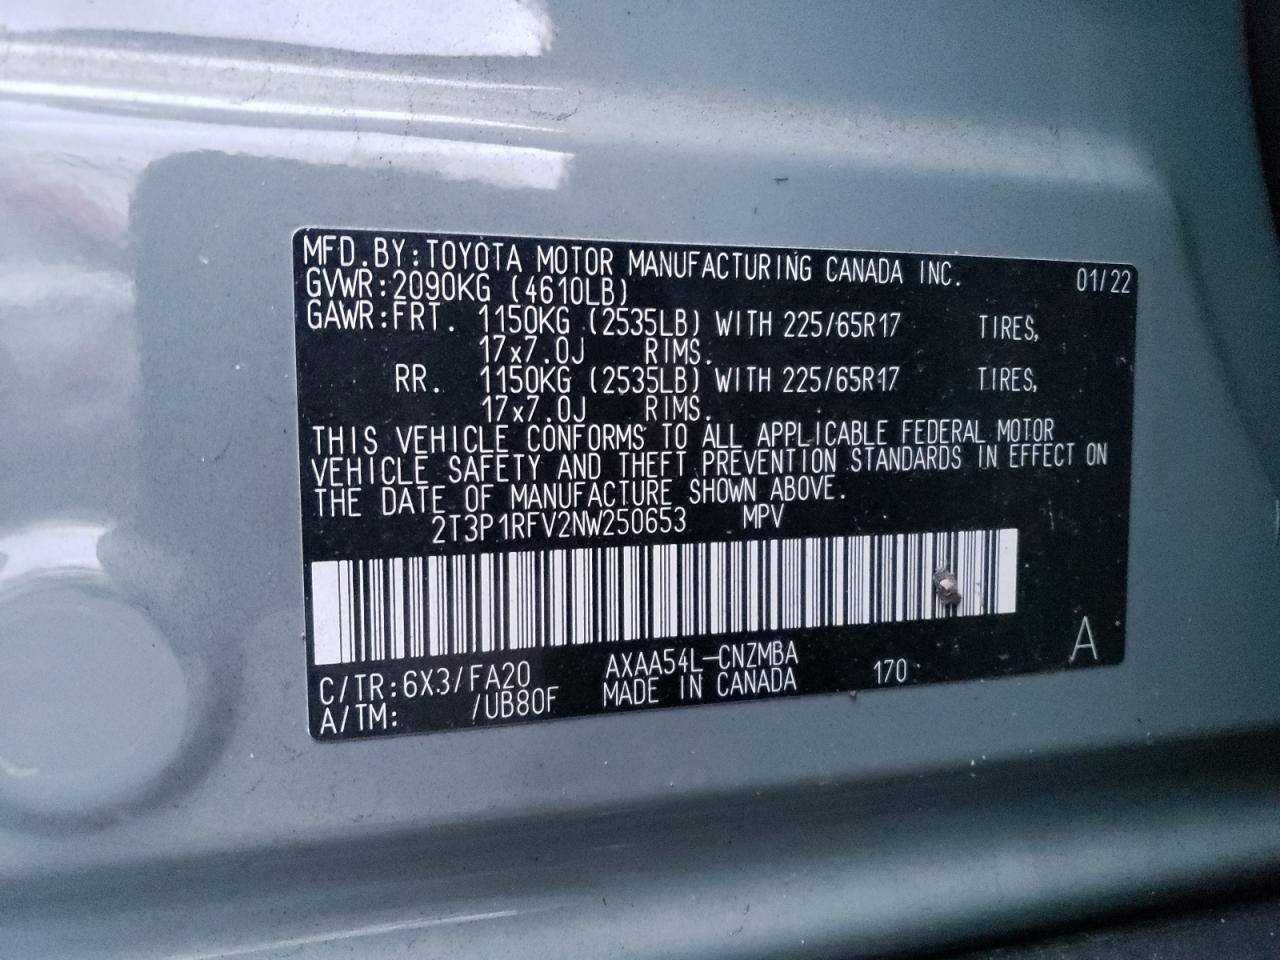 MFD.BY:TOYOTA MOTOR MANUFACTURING CANADA INC. 01/22
GVWR:2090KG (4610LB)
GAWR:FRT. 1150KG (2535LB) WITH 225/65R17 TIRES,
17x7.0J RIMS.
RR. 1150KG (2535LB) WITH 225/65R17 TIRES,
17x7.0J RIMS.
THIS VEHICLE CONFORMS TO ALL APPLICABLE FEDERAL MOTOR
VEHICLE SAFETY AND THEFT PREVENTION STANDARDS IN EFFECT ON
THE DATE OF MANUFACTURE SHOWN ABOVE.
2T3P1RFV2NW250653 MPV
C/TR:6X3/FA20 AXAA54L-CNZMBA 170 A
A/TM: /UB80F MADE IN CANADA